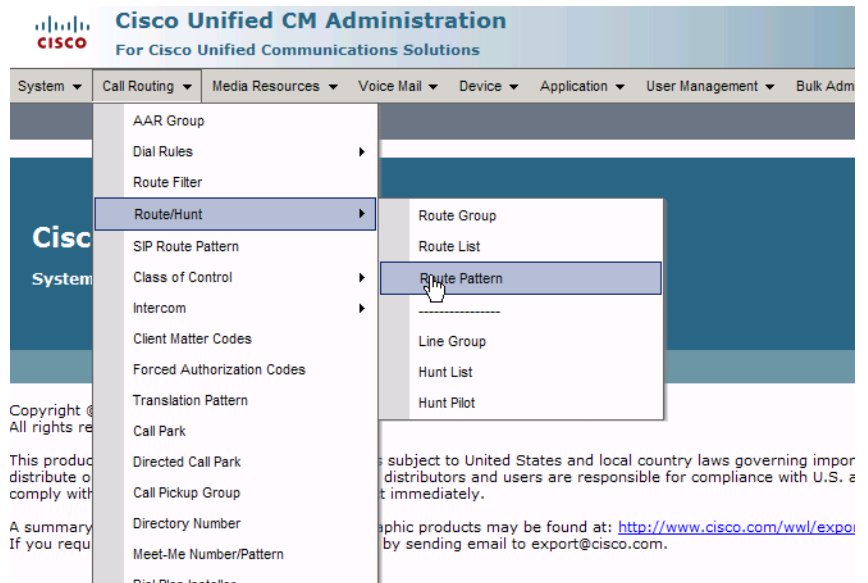 Cisco Unified CM Administration
CISCO
For Cisco Unified Communications Solutions
System Call Routing Media Resources Voice Mail Device Application User Management Bulk Adm
AAR Group
Dial Rules
Route Filter
Route/Hunt
SIP Route Pattern
Class of Control
Intercom
Client Matter Codes
Forced Authorization Codes
Translation Pattern
Call Park
Directed Call Park
Call Pickup Group
Directory Number
Meet-Me Number/Pattern
Route Group
Route List
Route Pattern
----------------
Line Group
Hunt List
Hunt Pilot
Cisc
System
Copyright ©
All rights re
This produc s subject to United States and local country laws governing impor
distribute o distributors and users are responsible for compliance with U.S. a
comply with t immediately.
A summary aphic products may be found at: http://www.cisco.com/wwl/expo
If you requ by sending email to export@cisco.com.